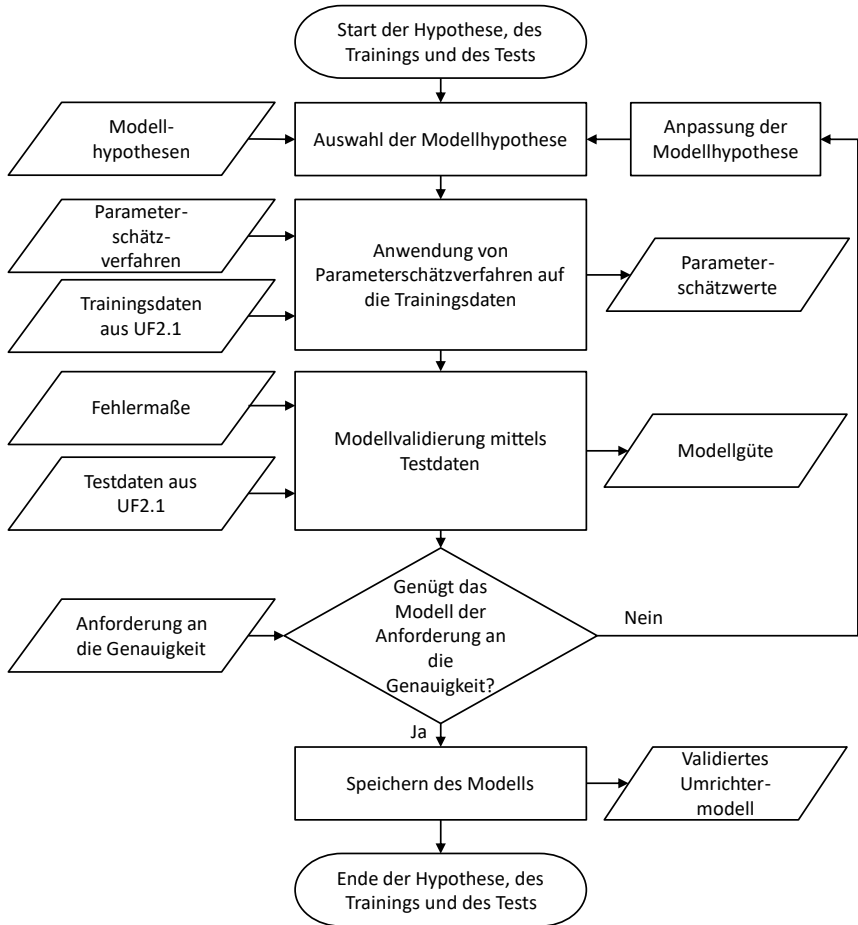 Start der Hypothese, des
Trainings und des Tests
Modell-
hypothesen
Auswahl der Modellhypothese
Anpassung der
Modellhypothese
Parameter-
schätz-
verfahren
Trainingsdaten
aus UF2.1
Anwendung von
Parameterschätzverfahren auf
die Trainingsdaten
Parameter-
schätzwerte
Fehlermaße
Testdaten aus
UF2.1
Modellvalidierung mittels
Testdaten
Modellgüte
Anforderung an
die Genauigkeit
Genügt das
Modell der
Anforderung an
die
Genauigkeit?
Nein
Ja
Speichern des Modells
Validiertes
Umrichter-
modell
Ende der Hypothese, des
Trainings und des Tests